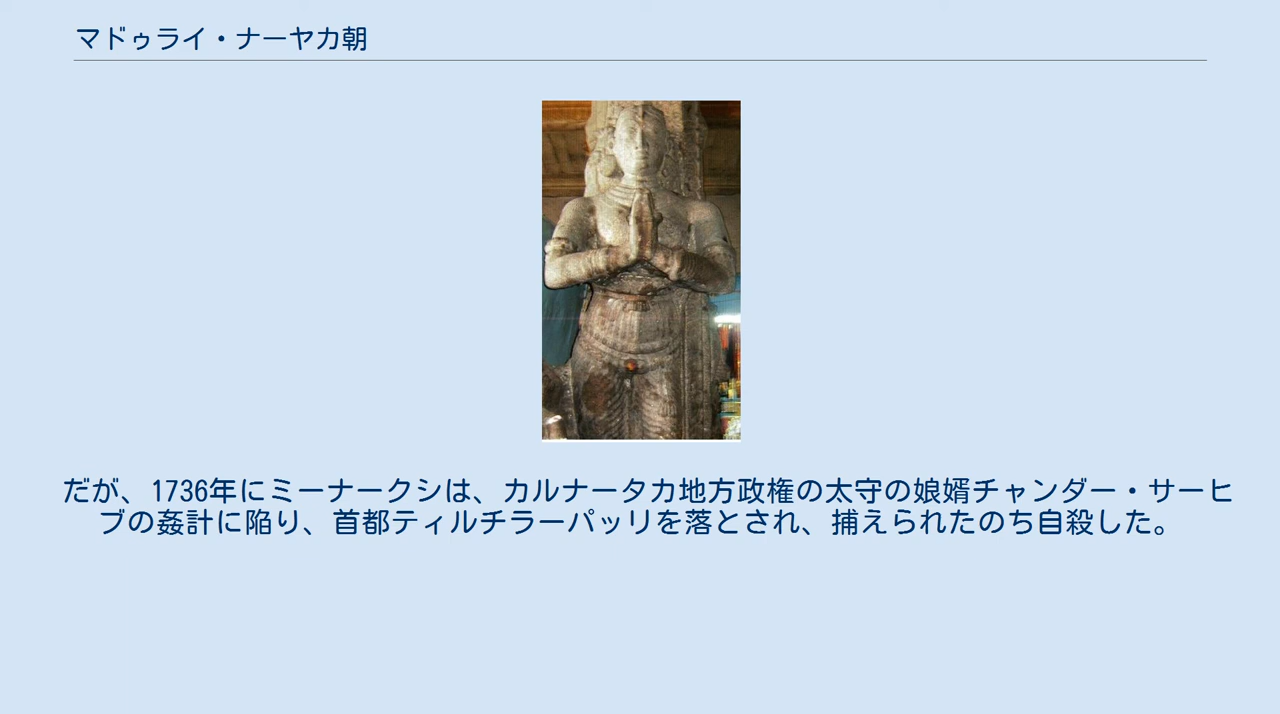 マドゥライ・ナーヤカ朝
だが、1736年にミーナークシは、カルナータカ地方政権の太守の娘婿チャンダー・サーヒ
ブの姦計に陥り、首都ティルチラーパッリを落とされ、捕えられたのち自殺した。